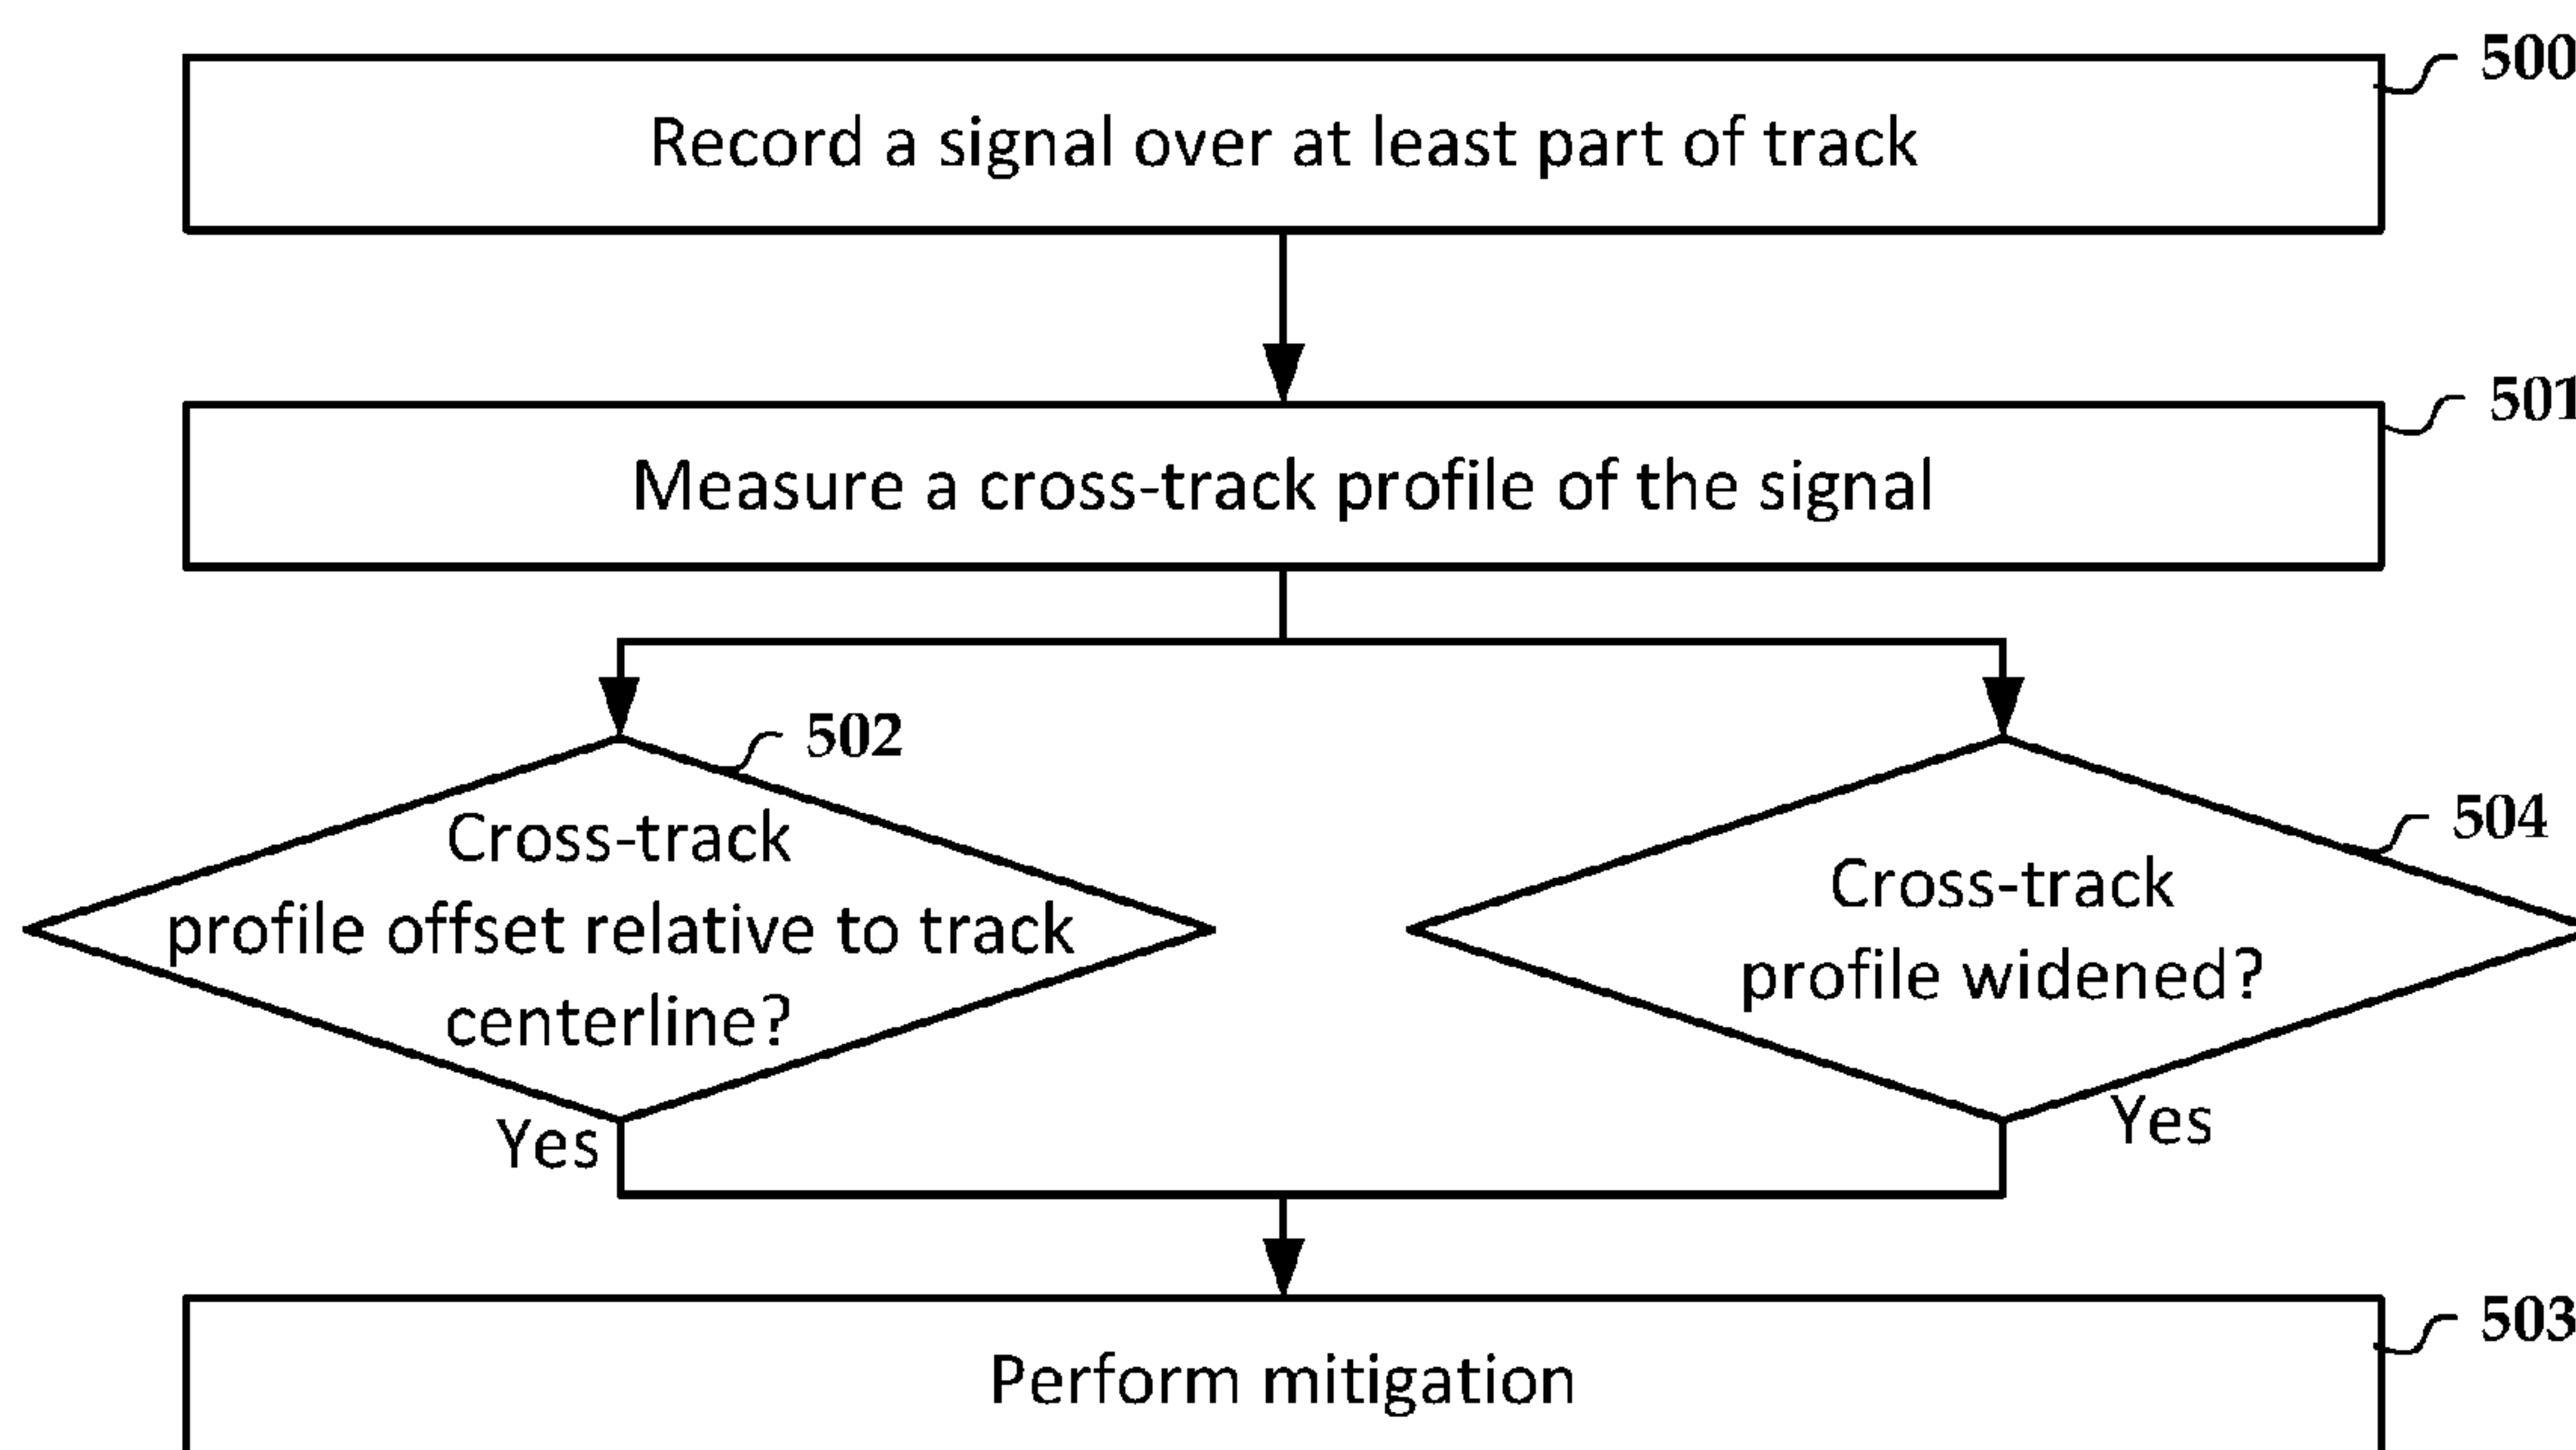 500
Record a signal over at least part of track
501
Measure a cross-track profile of the signal
502
Cross-track
profile offset relative to track
centerline?
504
Cross-track
profile widened?
Yes
Yes
503
Perform mitigation